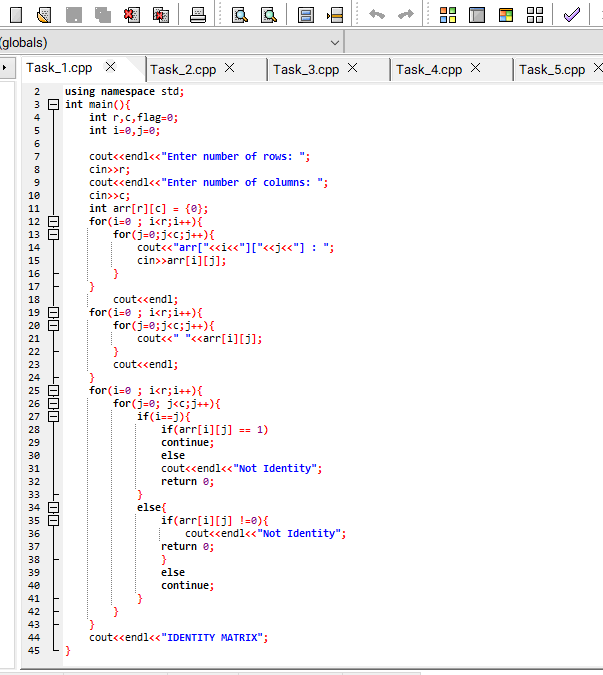 (globals)
Task_1.cpp Task_2.cpp Task_3.cpp Task_4.cpp Task_5.cpp
2 using namespace std;
3 int main(){
4     int r,c,flag=0;
5     int i=0,j=0;
6
7     cout<<endl<<"Enter number of rows: ";
8     cin>>r;
9     cout<<endl<<"Enter number of columns: ";
10     cin>>c;
11     int arr[r][c] = {0};
12     for(i=0 ; i<r;i++){
13         for(j=0;j<c;j++){
14             cout<<"arr["<<i<<"]["<<j<<"] : ";
15             cin>>arr[i][j];
16         }
17     }
18         cout<<endl;
19     for(i=0 ; i<r;i++){
20         for(j=0;j<c;j++){
21             cout<<" "<<arr[i][j];
22         }
23         cout<<endl;
24     }
25     for(i=0 ; i<r;i++){
26         for(j=0; j<c;j++){
27             if(i==j){
28                 if(arr[i][j] == 1)
29                 continue;
30                 else
31                 cout<<endl<<"Not Identity";
32                 return 0;
33             }
34             else{
35                 if(arr[i][j] !=0){
36                     cout<<endl<<"Not Identity";
37                 return 0;
38                 }
39                 else
40                 continue;
41             }
42         }
43     }
44     cout<<endl<<"IDENTITY MATRIX";
45 }